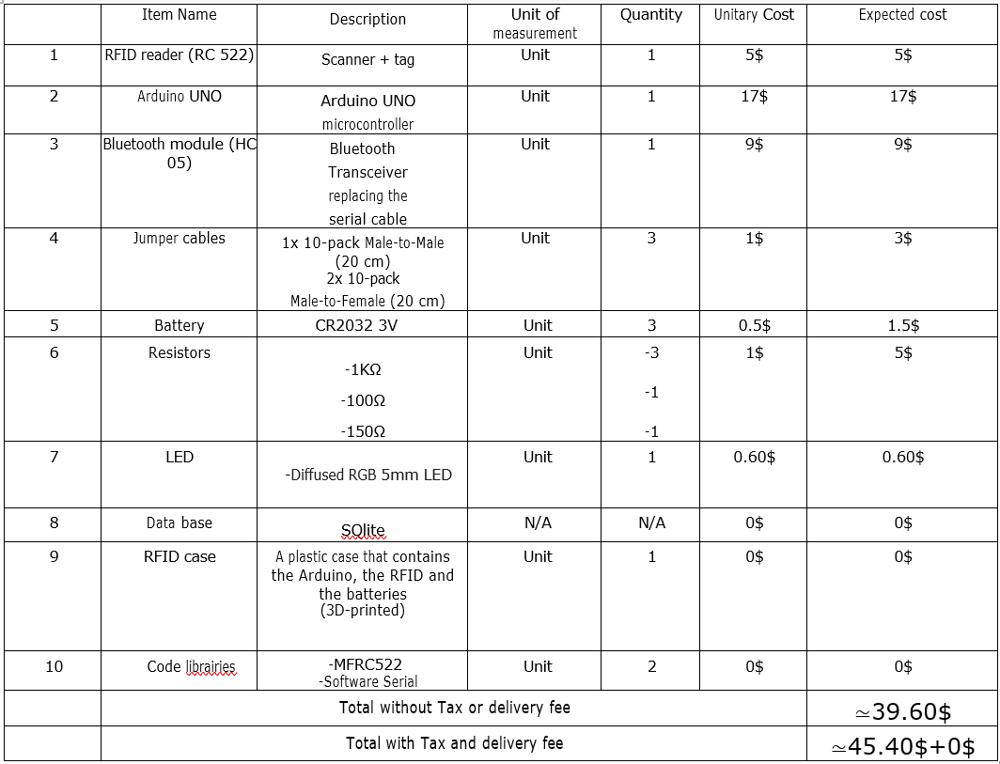 Item Name Description Unit of measurement Quantity Unitary Cost Expected cost
1 RFID reader (RC 522) Scanner + tag Unit 1 5$ 5$
2 Arduino UNO Arduino UNO Unit 1 17$ 17$
microcontroller
3 Bluetooth module (HC Bluetooth Unit 1 9$ 9$
05) Transceiver
replacing the
serial cable
4 Jumper cables 1x 10-pack Male-to-Male Unit 3 1$ 3$
(20 cm)
2x 10-pack
Male-to-Female (20 cm)
5 Battery CR2032 3V Unit 3 0.5$ 1.5$
6 Resistors Unit -3 1$ 5$
-1KΩ
-100Ω -1
-150Ω -1
7 LED Unit 1 0.60$ 0.60$
-Diffused RGB 5mm LED
8 Data base SQlite N/A N/A 0$ 0$
9 RFID case A plastic case that contains Unit 1 0$ 0$
the Arduino, the RFID and
the batteries
(3D-printed)
10 Code librairies -MFRC522 Unit 2 0$ 0$
-Software Serial
Total without Tax or delivery fee ≃39.60$
Total with Tax and delivery fee ≃45.40$+0$